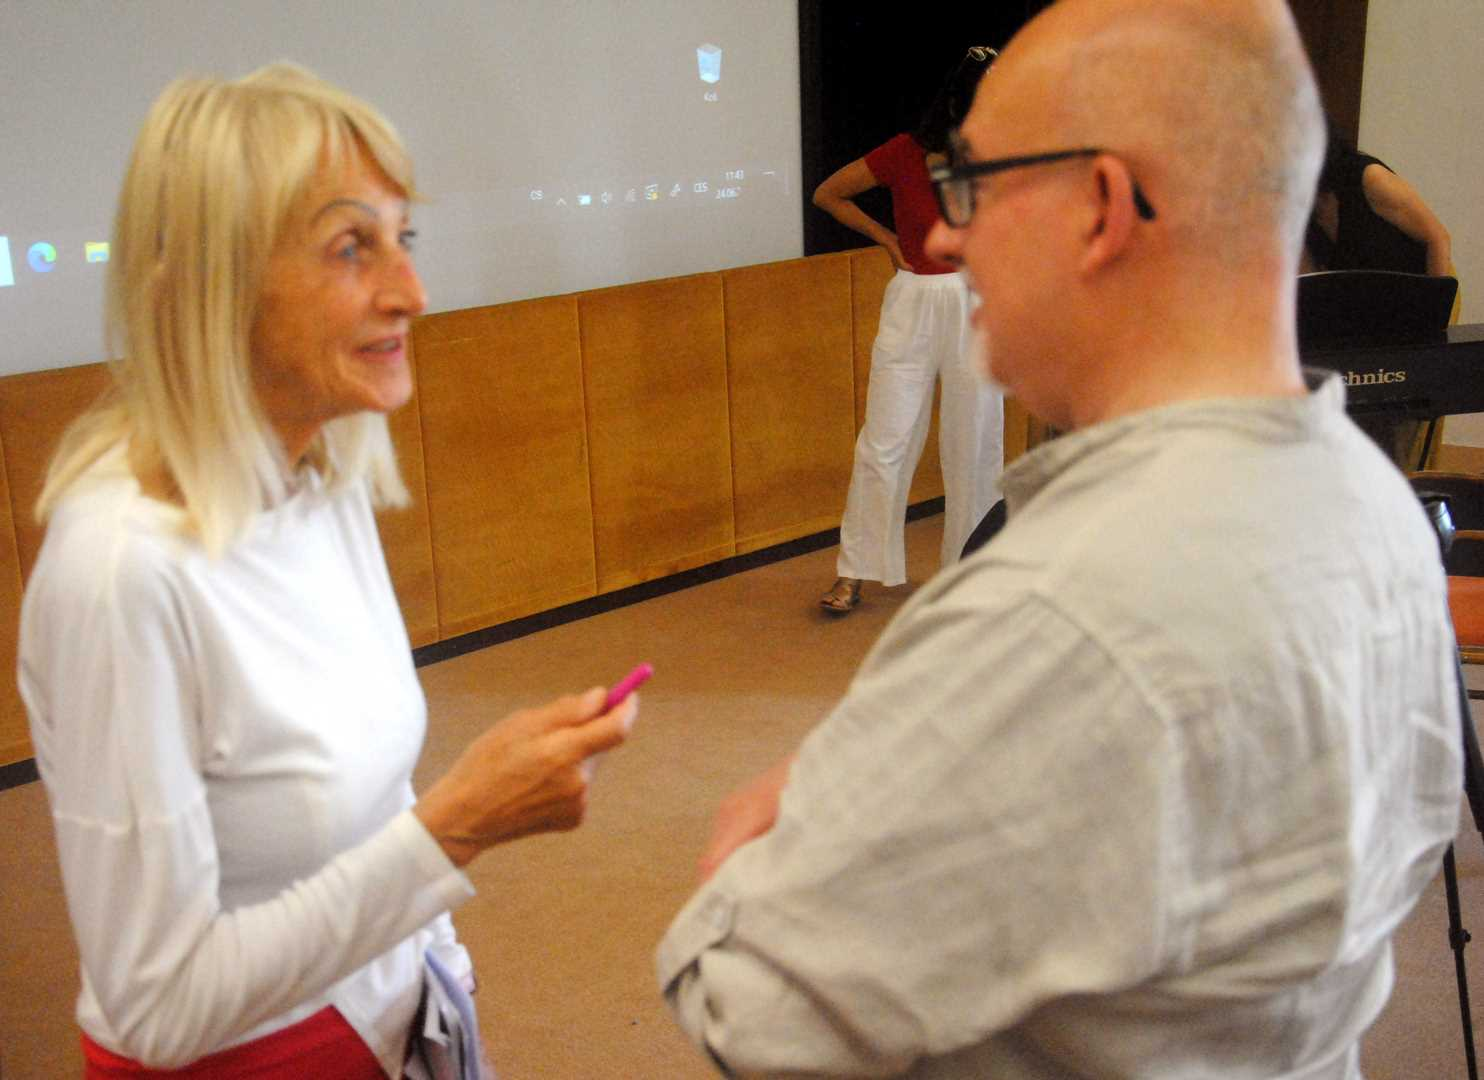 Koš
CS
CES
11:43
24.06.
chnics